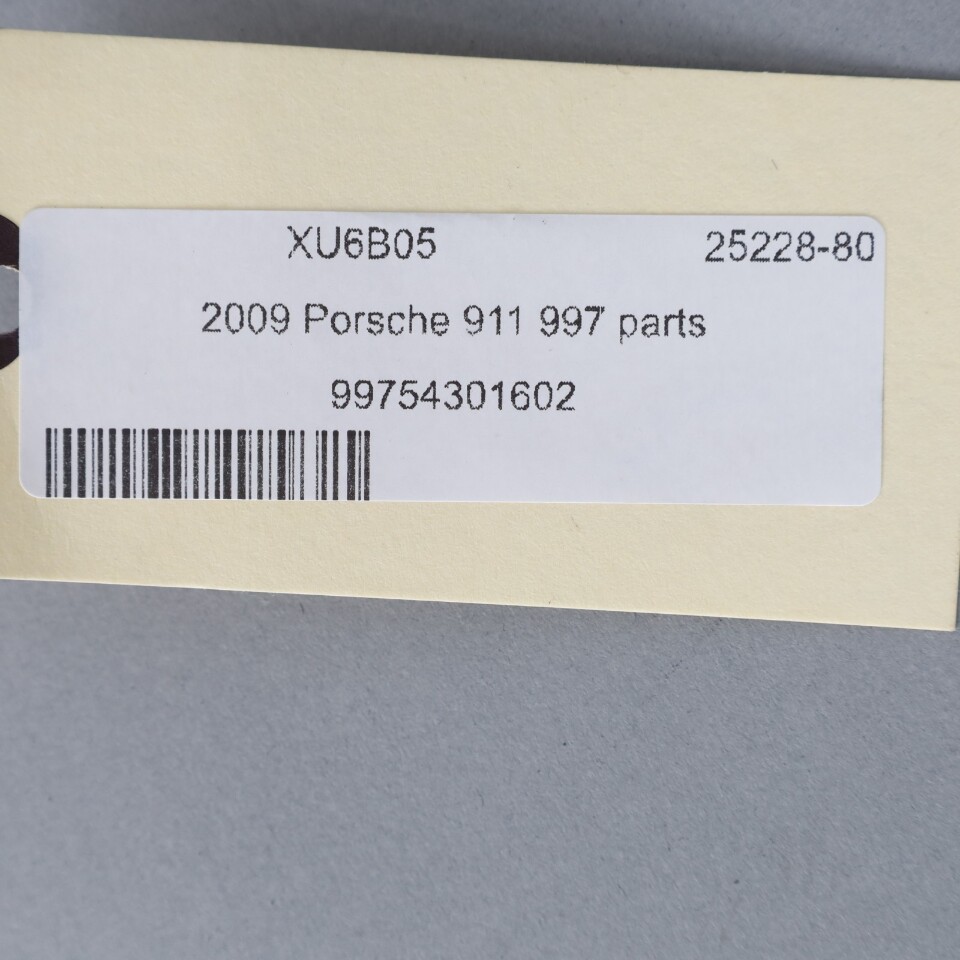 XU6B05 25228-80
2009 Porsche 911 997 parts
99754301602